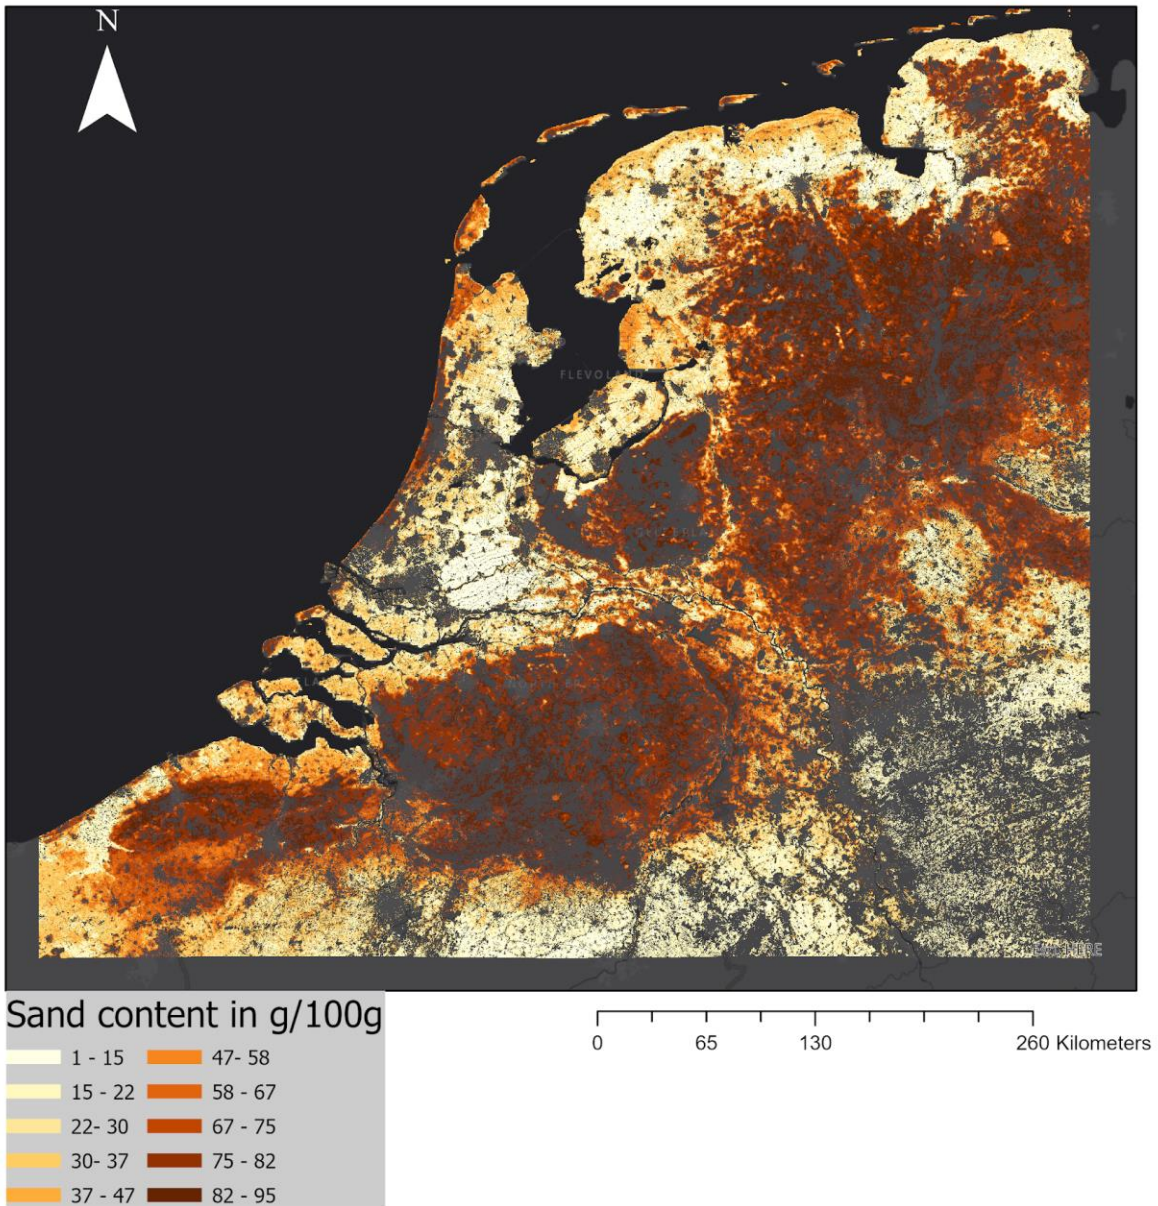 N
FLEVOLAND
Sand content in g/100g
1 - 15
15 - 22
22- 30
30- 37
37 - 47
47- 58
58 - 67
67 - 75
75 - 82
82 - 95
0 65 130 260 Kilometers